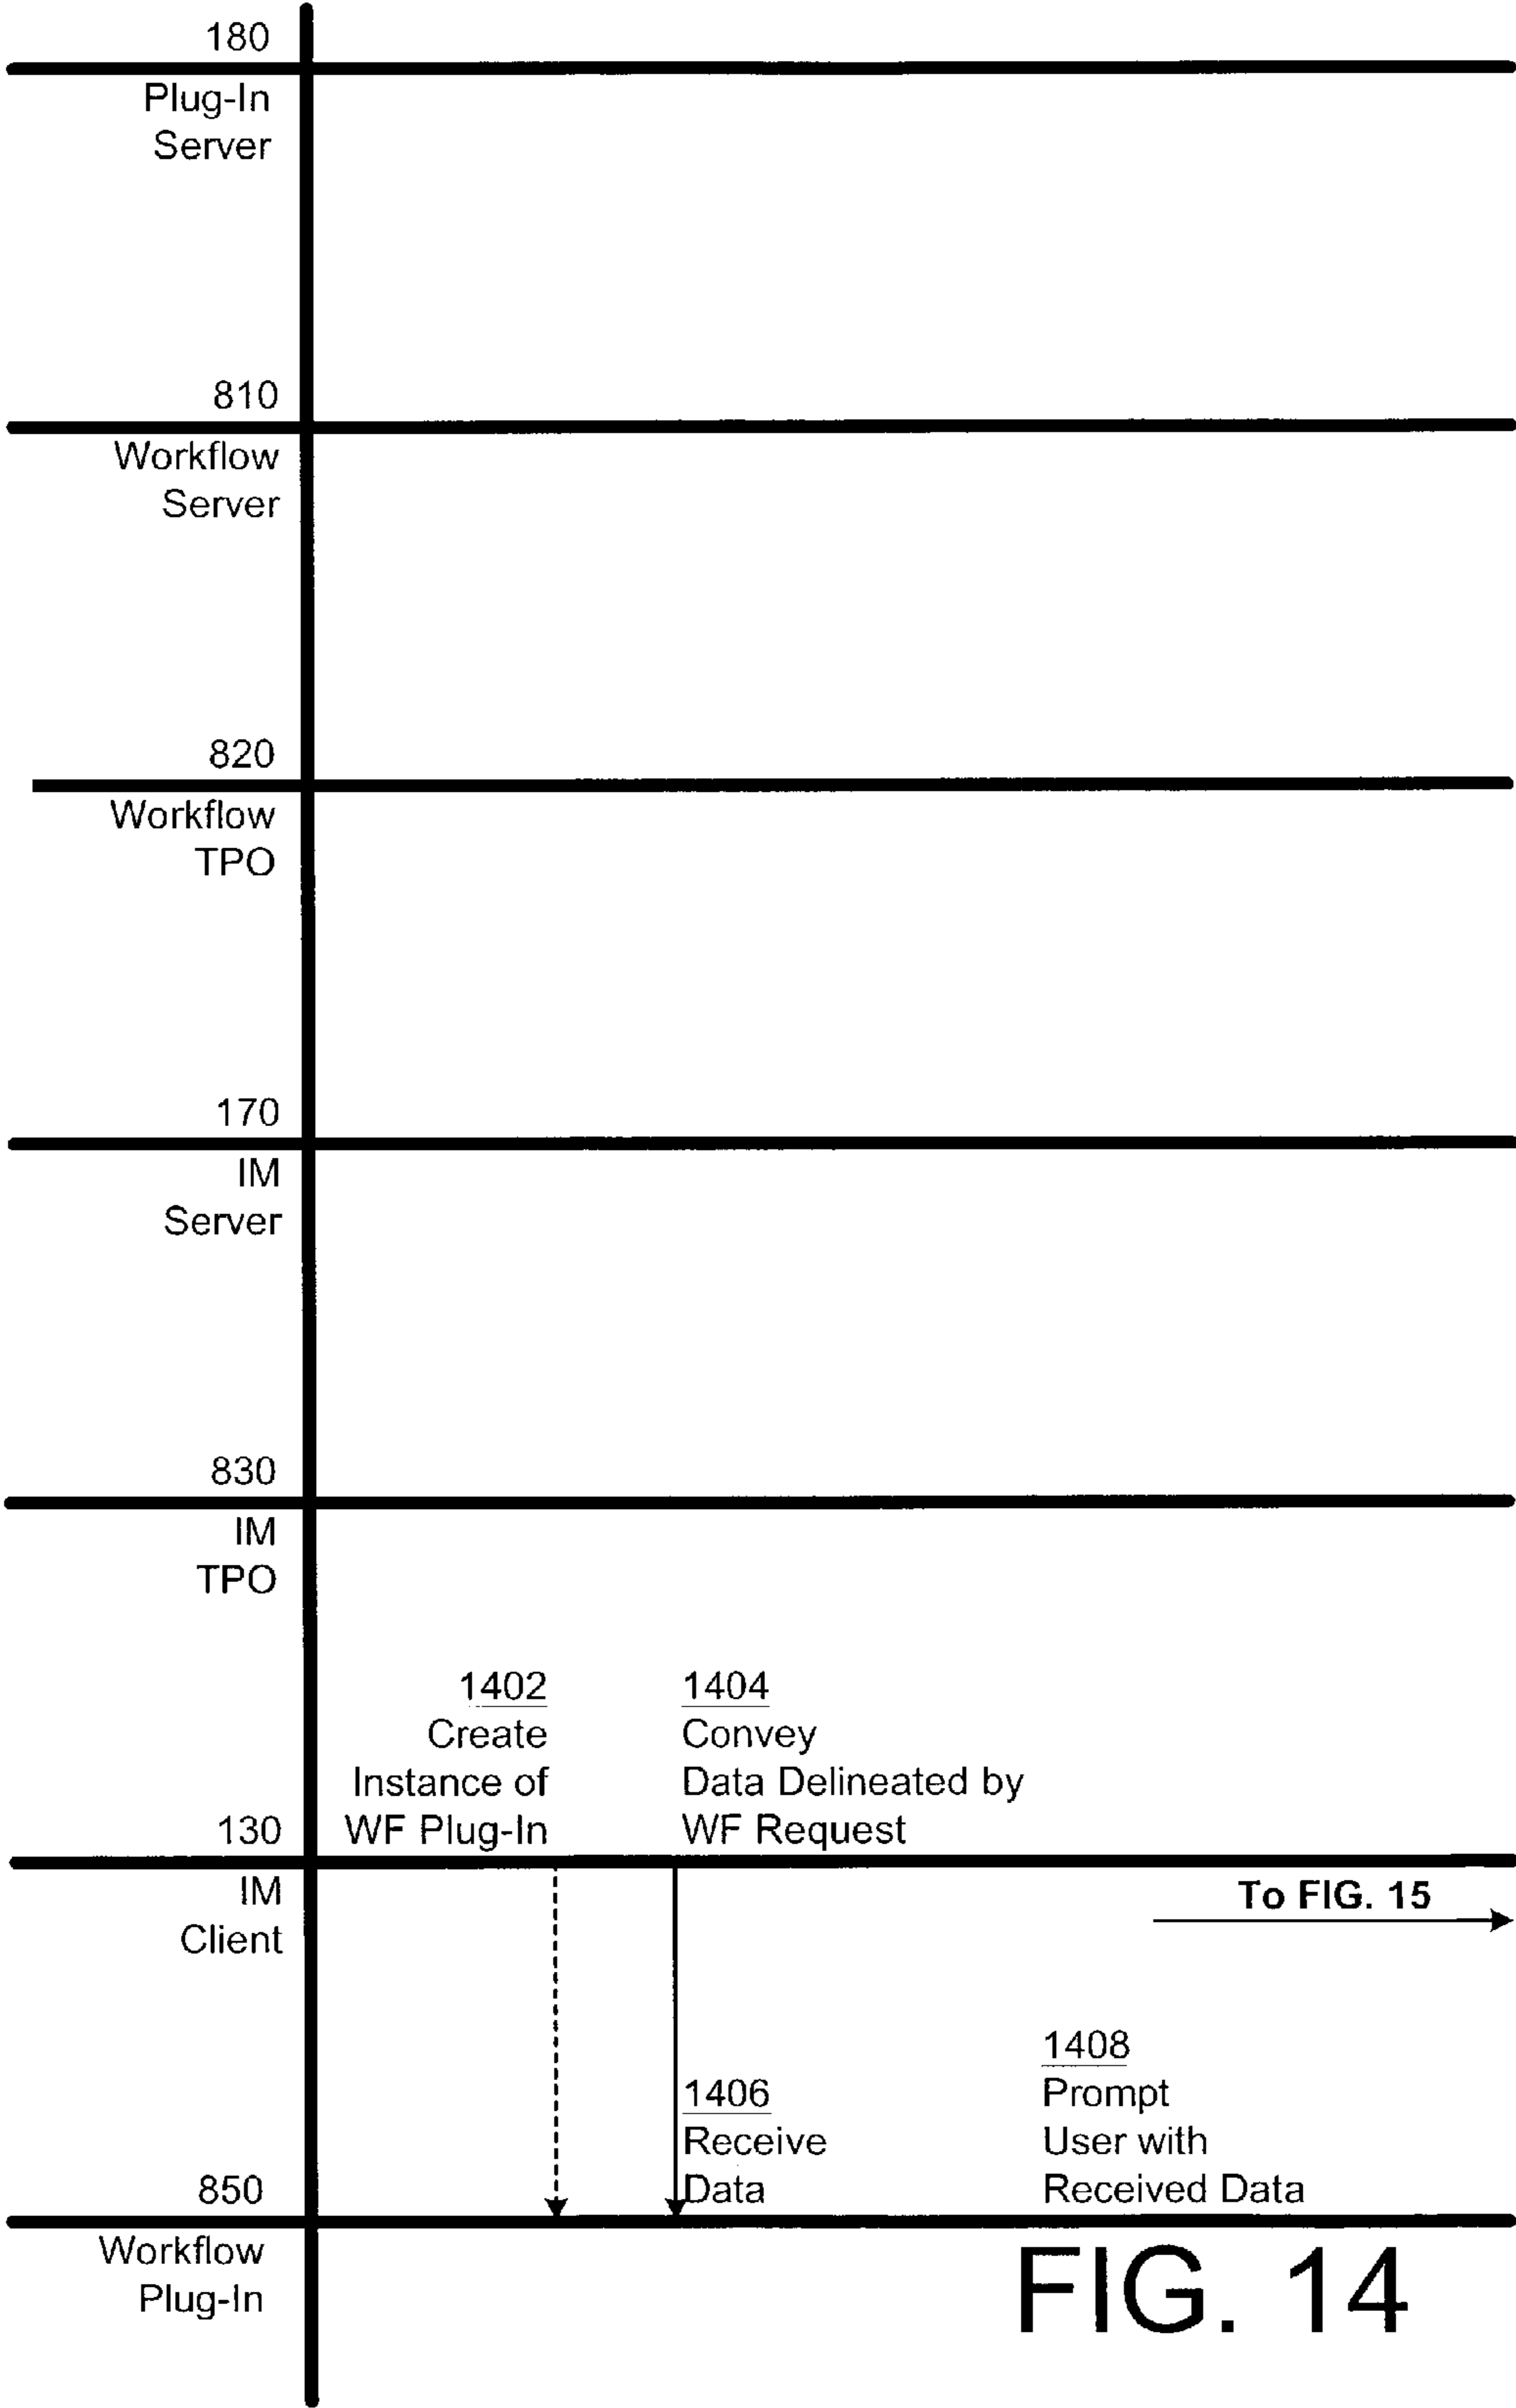 180
Plug-In
Server
810
Workflow
Server
820
Workflow
TPO
170
IM
Server
830
IM
TPO
1402
Create
Instance of
WF Plug-In
1404
Convey
Data Delineated by
WF Request
130
IM
Client
To FIG. 15
1406
Receive
Data
1408
Prompt
User with
Received Data
850
Workflow
Plug-In
FIG. 14